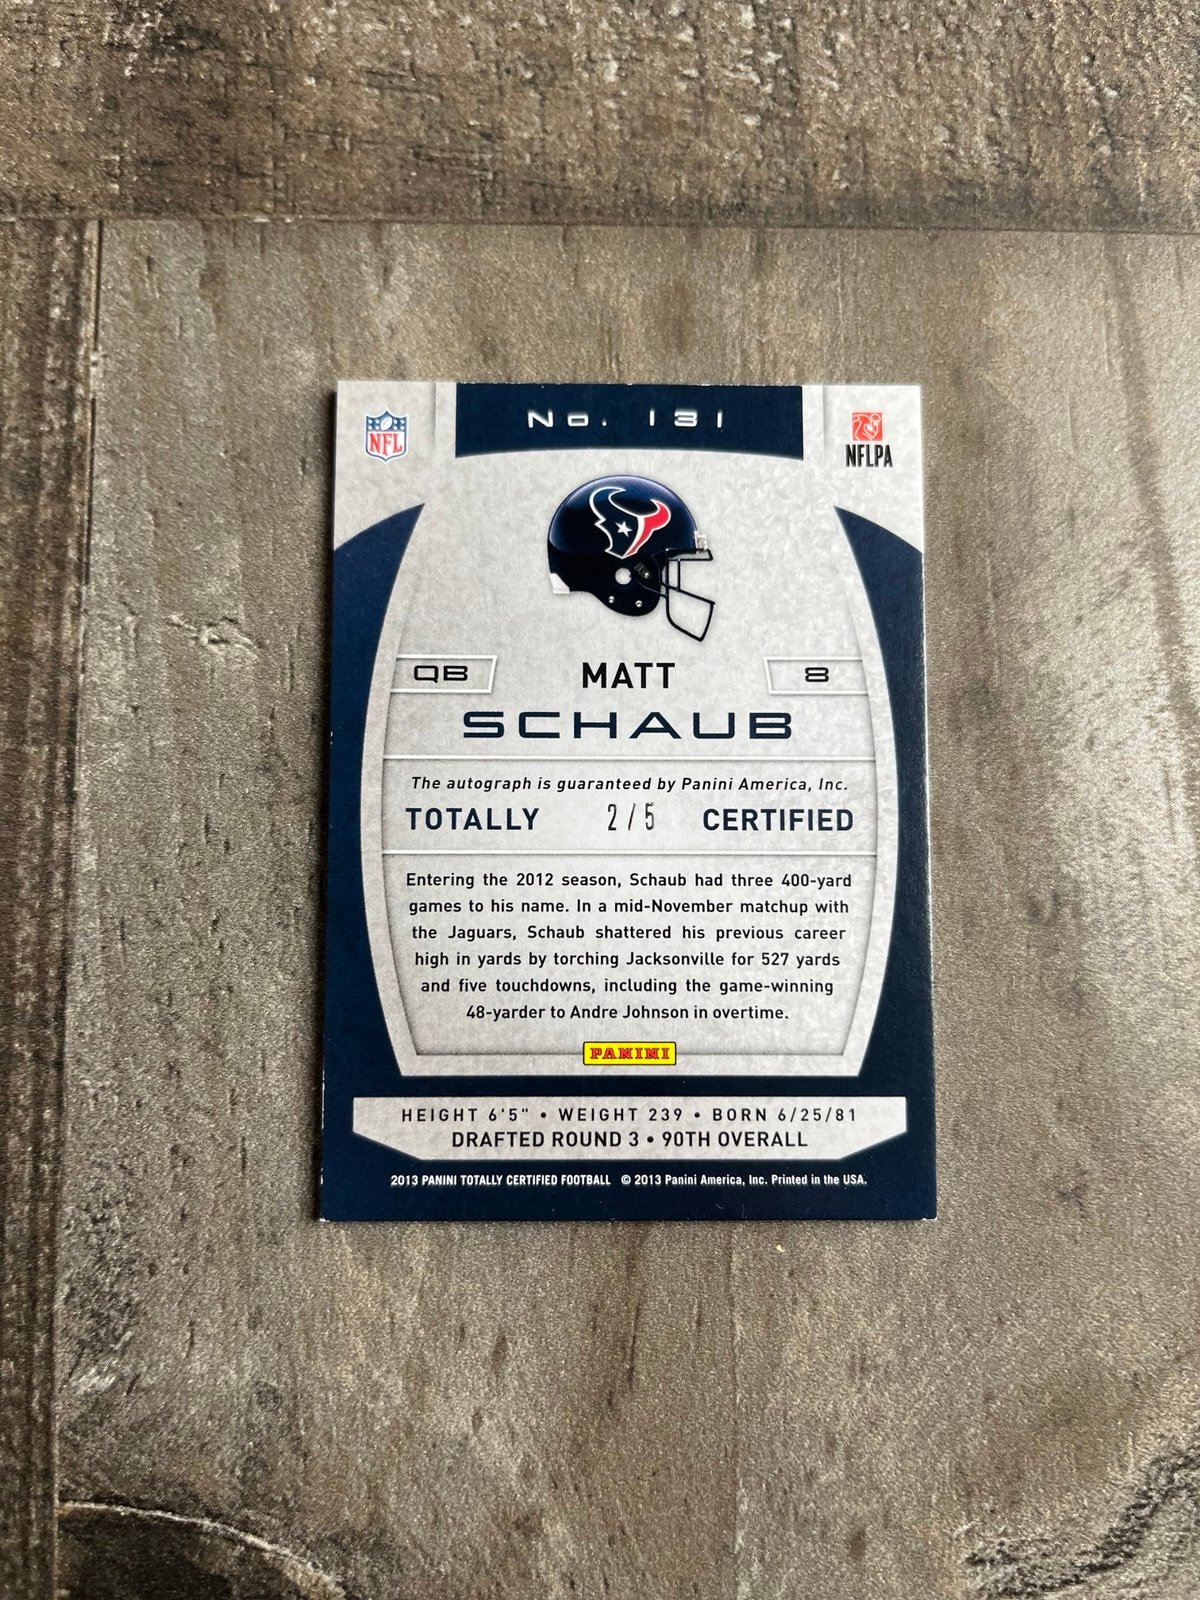 No. 131
NFL
NFLPA
QB
MATT
8
SCHAUB
The autograph is guaranteed by Panini America, Inc.
TOTALLY 2/5 CERTIFIED
Entering the 2012 season, Schaub had three 400-yard
games to his name. In a mid-November matchup with
the Jaguars, Schaub shattered his previous career
high in yards by torching Jacksonville for 527 yards
and five touchdowns, including the game-winning
48-yarder to Andre Johnson in overtime.
PANINI
HEIGHT 6'5" • WEIGHT 239 • BORN 6/25/81
DRAFTED ROUND 3 • 90TH OVERALL
2013 PANINI TOTALLY CERTIFIED FOOTBALL © 2013 Panini America, Inc. Printed in the USA.